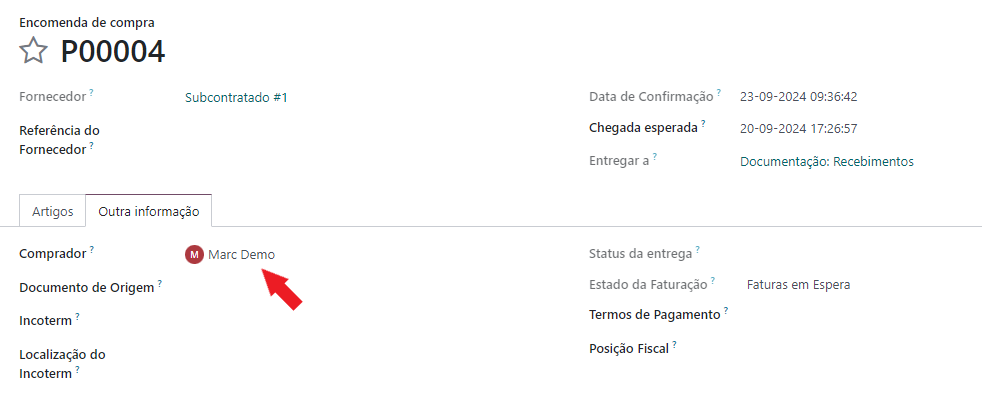 Encomenda de compra
P00004
Fornecedor ? Subcontratado #1
Referência do
Fornecedor ?
Data de Confirmação ? 23-09-2024 09:36:42
Chegada esperada ? 20-09-2024 17:26:57
Entregar a ? Documentação: Recebimentos
Artigos Outra informação
Comprador ? M Marc Demo
Documento de Origem ?
Incoterm ?
Localização do
Incoterm ?
Status da entrega ?
Estado da Faturação ? Faturas em Espera
Termos de Pagamento ?
Posição Fiscal ?